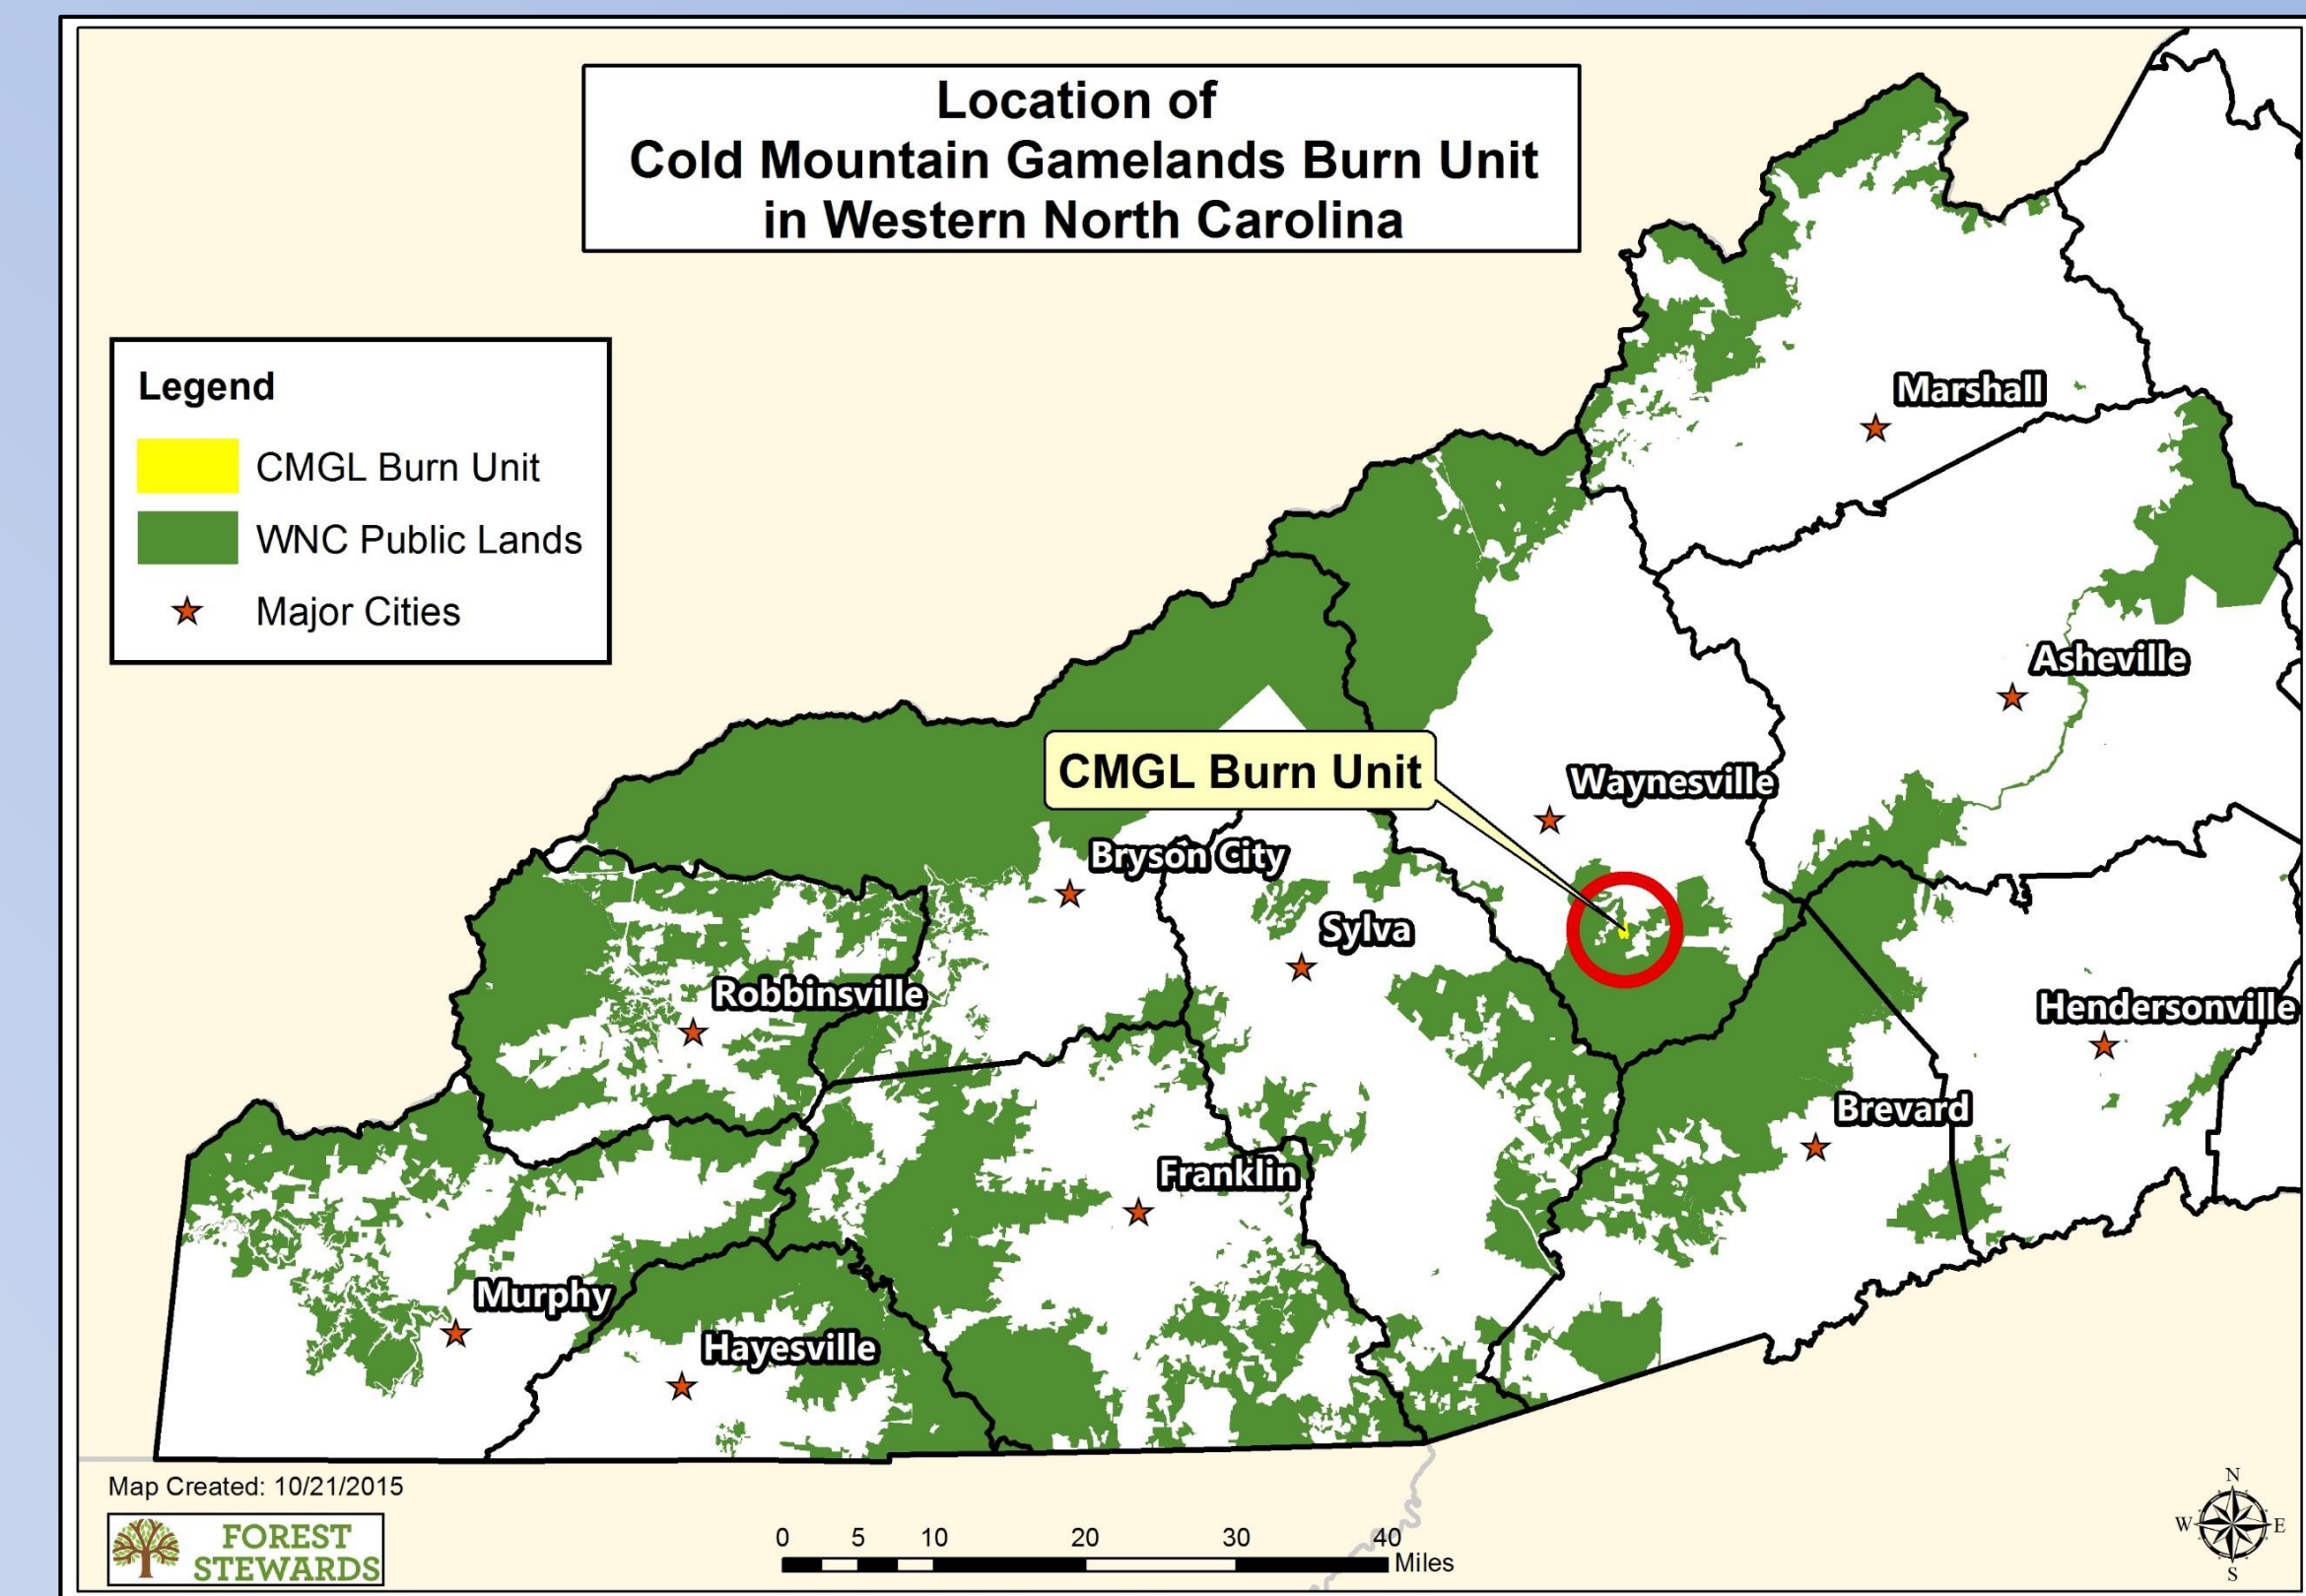 Location of
Cold Mountain Gamelands Burn Unit
in Western North Carolina
Legend
CMGL Burn Unit
WNC Public Lands
Major Cities
Marshall
Asheville
CMGL Burn Unit
Waynesville
Bryson City
Sylva
Robbinsville
Hendersonville
Brevard
Franklin
Murphy
Hayesville
Map Created: 10/21/2015
FOREST
STEWARDS
0 5 10 20 30 40
Miles
N
W E
S